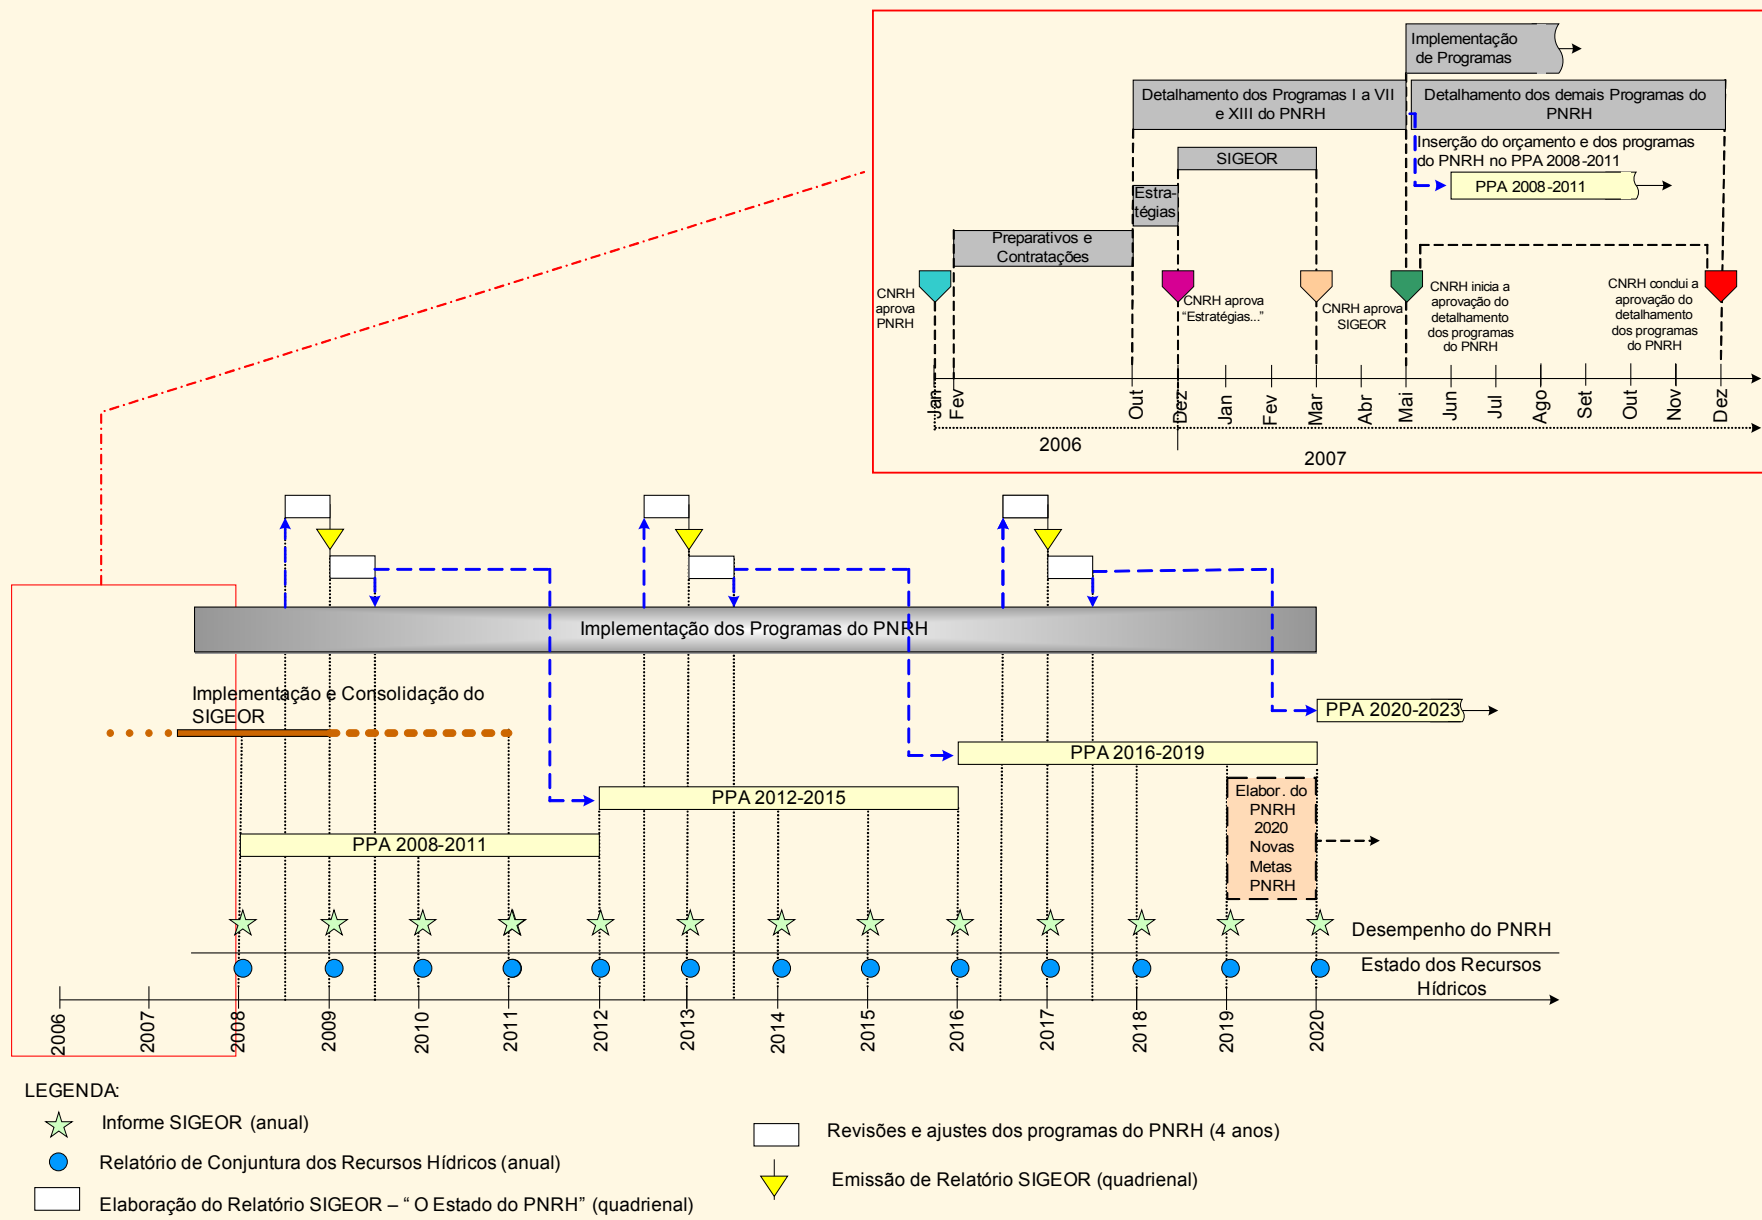 Implementação
de Programas
Detalhamento dos Programas I a VII
e XIII do PNRH
Detalhamento dos demais Programas do
PNRH
Inserção do orçamento e dos programas
do PNRH no PPA 2008-2011
SIGEOR
PPA 2008-2011
Estra-
tégias
Preparativos e
Contratações
CNRH
aprova
PNRH
CNRH aprova
“Estratégias...”
CNRH aprova
SIGEOR
CNRH inicia a
aprovação do
detalhamento
dos programas
do PNRH
CNRH conclui a
aprovação do
detalhamento
dos programas
do PNRH
Jan
Fev
Out
Dez
Jan
Fev
Mar
Abr
Mai
Jun
Jul
Ago
Set
Out
Nov
Dez
2006
2007
Implementação dos Programas do PNRH
Implementação e Consolidação do
SIGEOR
PPA 2020-2023
PPA 2016-2019
PPA 2012-2015
PPA 2008-2011
Elabor. do
PNRH
2020
Novas
Metas
PNRH
Desempenho do PNRH
Estado dos Recursos
Hídricos
2006
2007
2008
2009
2010
2011
2012
2013
2014
2015
2016
2017
2018
2019
2020
LEGENDA:
Informe SIGEOR (anual)
Relatório de Conjuntura dos Recursos Hídricos (anual)
Elaboração do Relatório SIGEOR – “ O Estado do PNRH” (quadrienal)
Revisões e ajustes dos programas do PNRH (4 anos)
Emissão de Relatório SIGEOR (quadrienal)